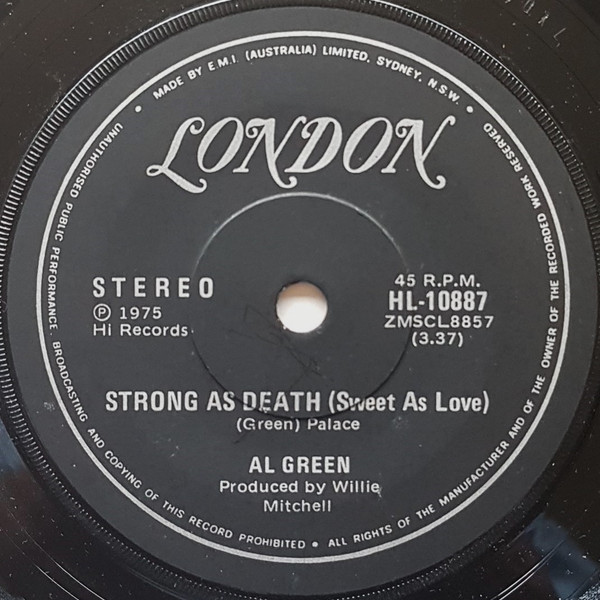 MADE BY E.M.I. (AUSTRALIA) LIMITED, SYDNEY, N.S.W.
LONDON
STEREO
℗ 1975
Hi Records
45 R.P.M.
HL-10887
ZMSCL8857
(3.37)
STRONG AS DEATH (Sweet As Love)
(Green) Palace
AL GREEN
Produced by Willie
Mitchell
UNAUTHORISED PUBLIC PERFORMANCE, BROADCASTING AND COPYING OF THIS RECORD PROHIBITED • ALL RIGHTS OF THE MANUFACTURER AND OF THE OWNER OF THE RECORDED WORK RESERVED